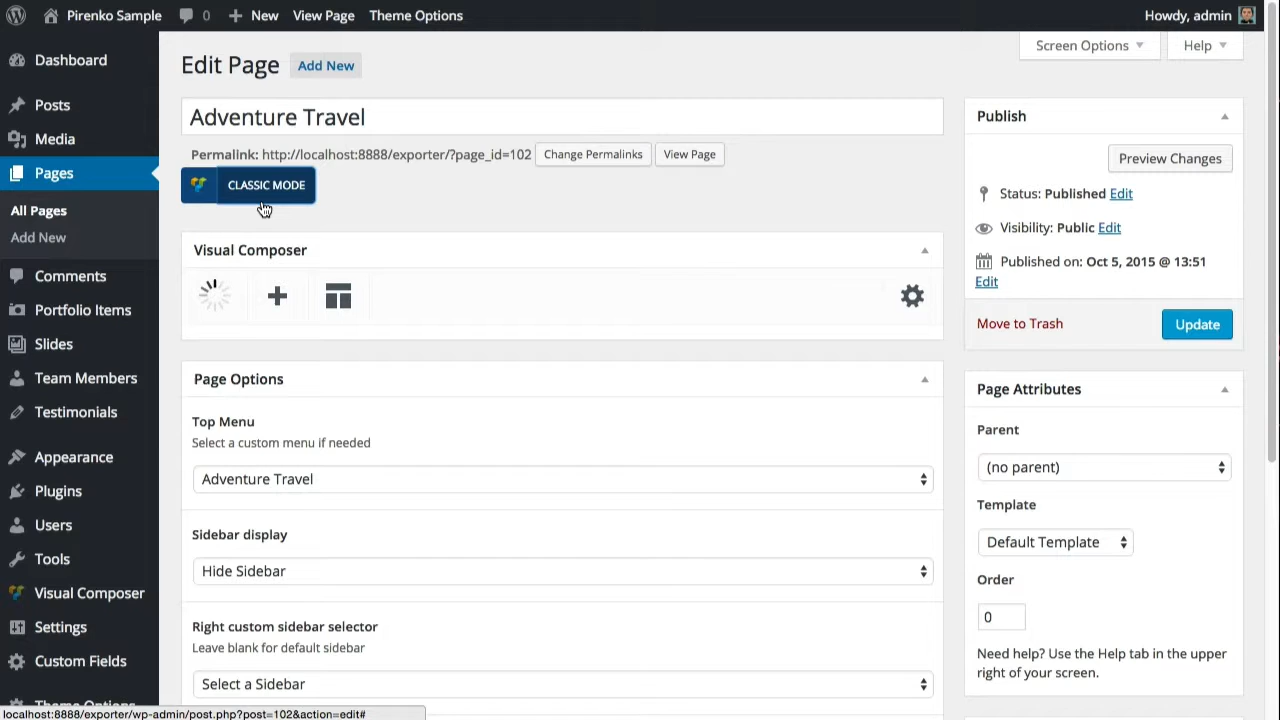 Pirenko Sample
0
New
View Page
Theme Options
Howdy, admin
Dashboard
Posts
Media
Pages
All Pages
Add New
Comments
Portfolio Items
Slides
Team Members
Testimonials
Appearance
Plugins
Users
Tools
Visual Composer
Settings
Custom Fields
Theme Options
localhost:8888/exporter/wp-admin/post.php?post=102&action=edit#
Screen Options
Help
Edit Page
Add New
Adventure Travel
Permalink: http://localhost:8888/exporter/?page_id=102
Change Permalinks
View Page
CLASSIC MODE
Visual Composer
Page Options
Top Menu
Select a custom menu if needed
Adventure Travel
Sidebar display
Hide Sidebar
Right custom sidebar selector
Leave blank for default sidebar
Select a Sidebar
Publish
Preview Changes
Status: Published Edit
Visibility: Public Edit
Published on: Oct 5, 2015 @ 13:51
Edit
Move to Trash
Update
Page Attributes
Parent
(no parent)
Template
Default Template
Order
0
Need help? Use the Help tab in the upper
right of your screen.